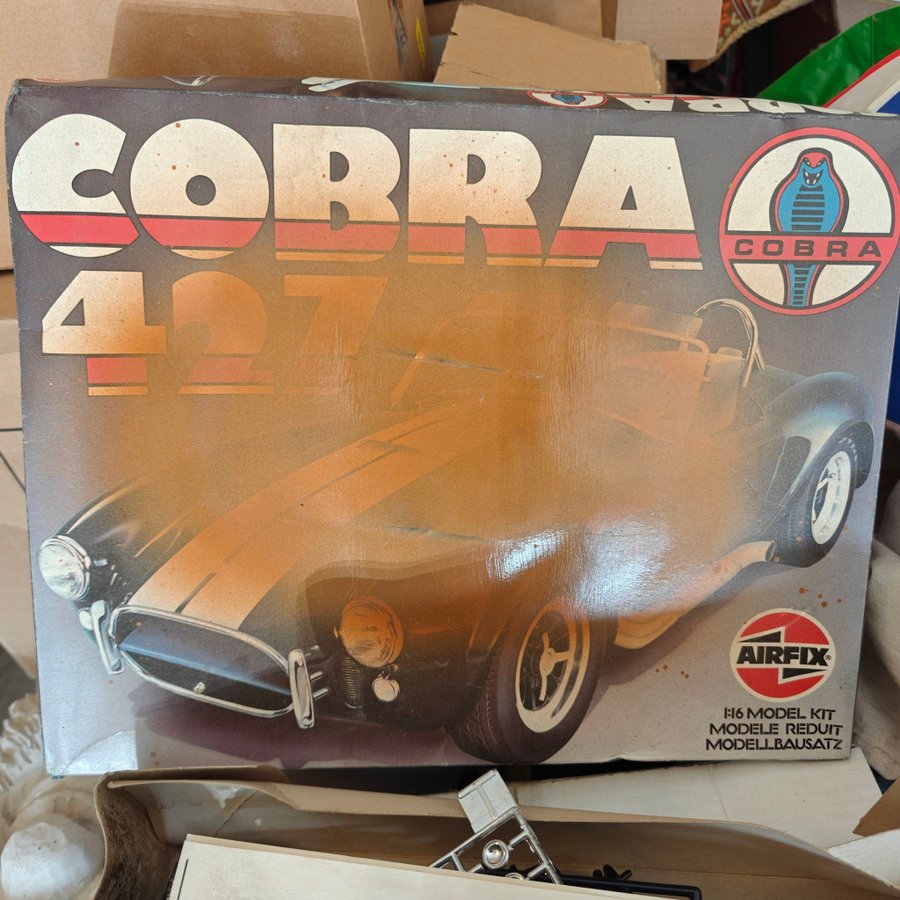 COBRA
427
COBRA
AIRFIX
1:16 MODEL KIT
MODELE REDUIT
MODELLBAUSATZ